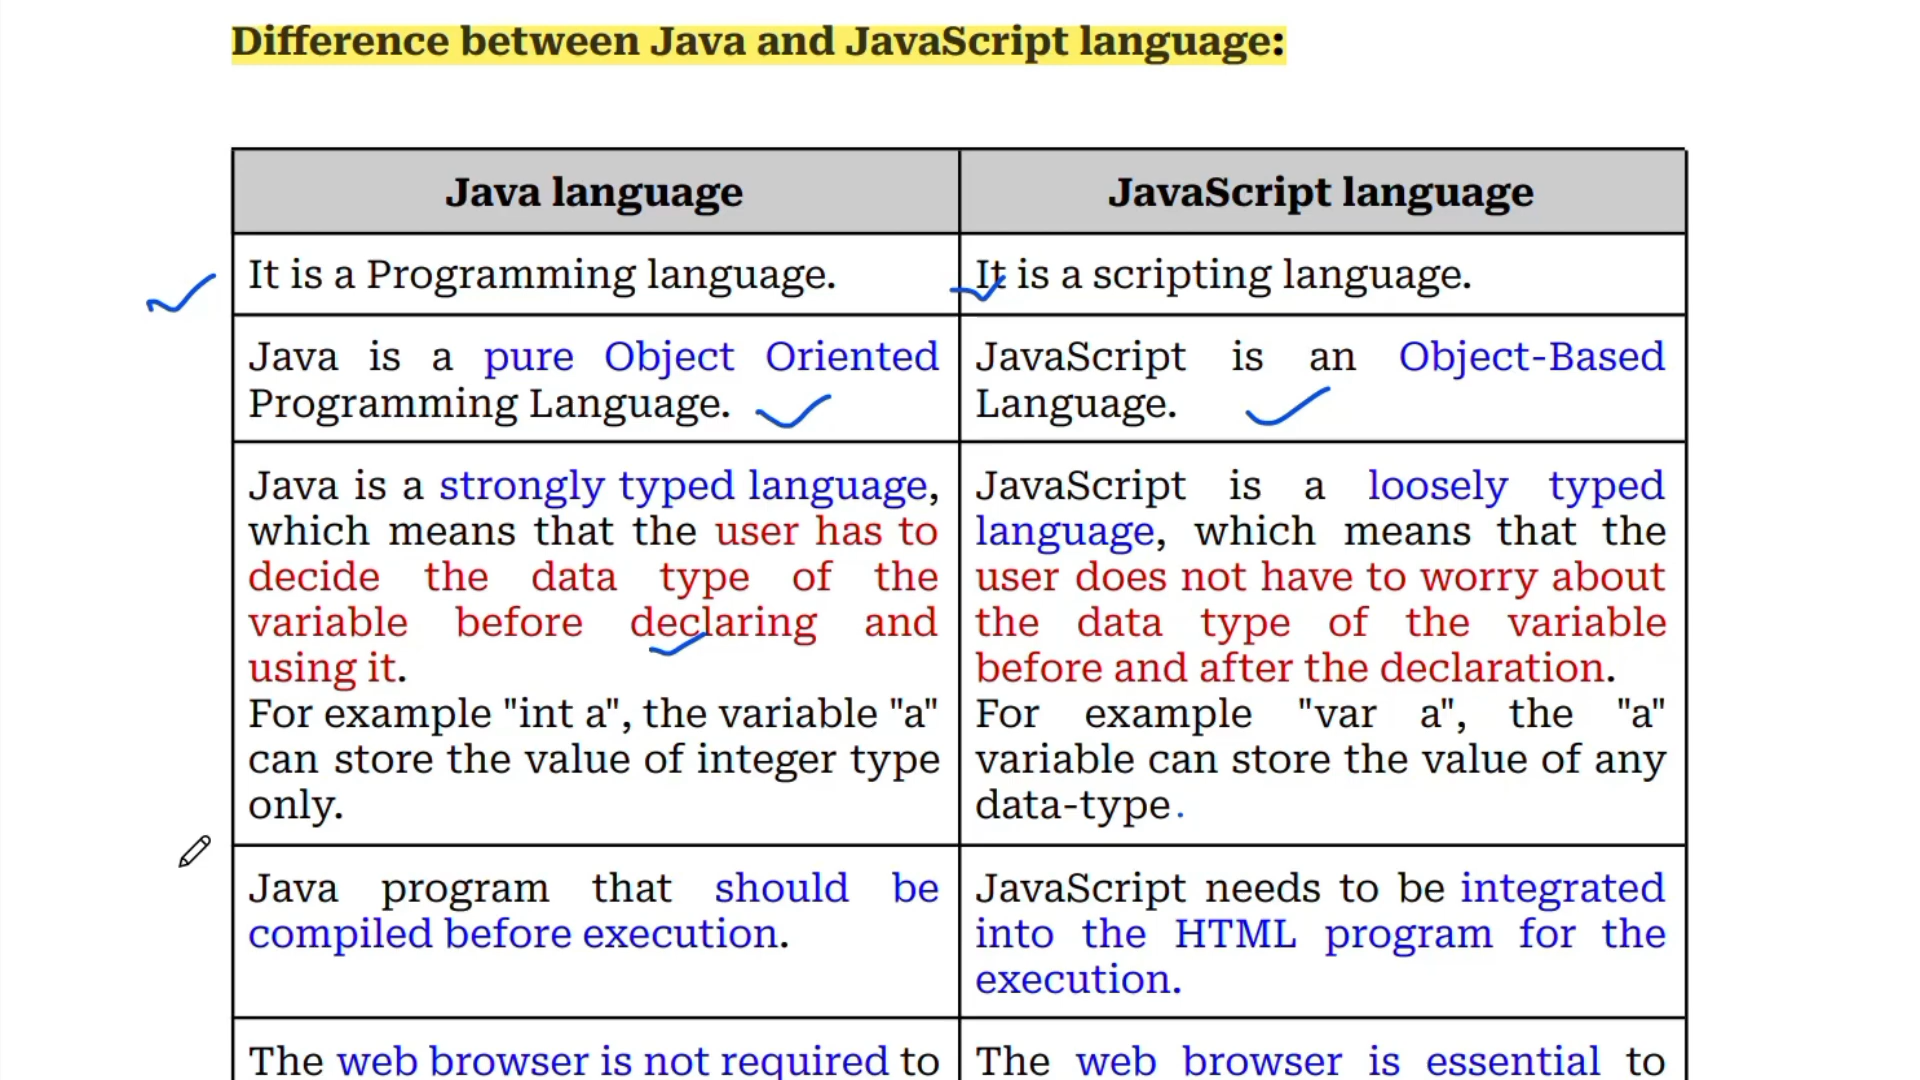 Difference between Java and JavaScript language:
Java language
JavaScript language
It is a Programming language.
It is a scripting language.
Java is a pure Object Oriented
Programming Language.
JavaScript is an Object-Based
Language.
Java is a strongly typed language,
which means that the user has to
decide the data type of the
variable before declaring and
using it.
For example "int a", the variable "a"
can store the value of integer type
only.
JavaScript is a loosely typed
language, which means that the
user does not have to worry about
the data type of the variable
before and after the declaration.
For example "var a", the "a"
variable can store the value of any
data-type.
Java program that should be
compiled before execution.
JavaScript needs to be integrated
into the HTML program for the
execution.
The web browser is not required to
The web browser is essential to